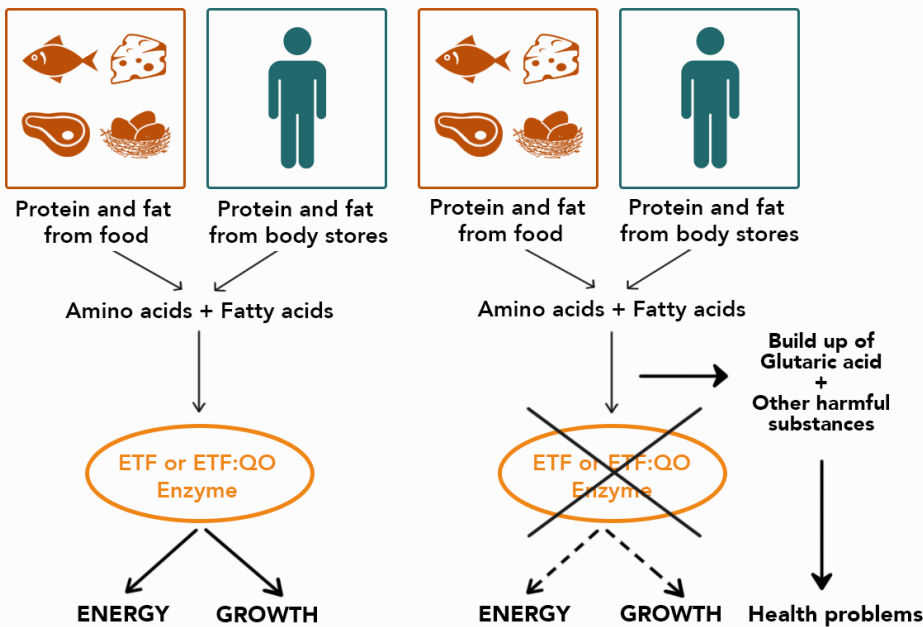 Protein and fat
from food
Protein and fat
from body stores
Amino acids + Fatty acids
ETF or ETF:QO
Enzyme
ENERGY
GROWTH
Protein and fat
from food
Protein and fat
from body stores
Amino acids + Fatty acids
Build up of
Glutaric acid
+
Other harmful
substances
ETF or ETF:QO
Enzyme
ENERGY
GROWTH
Health problems